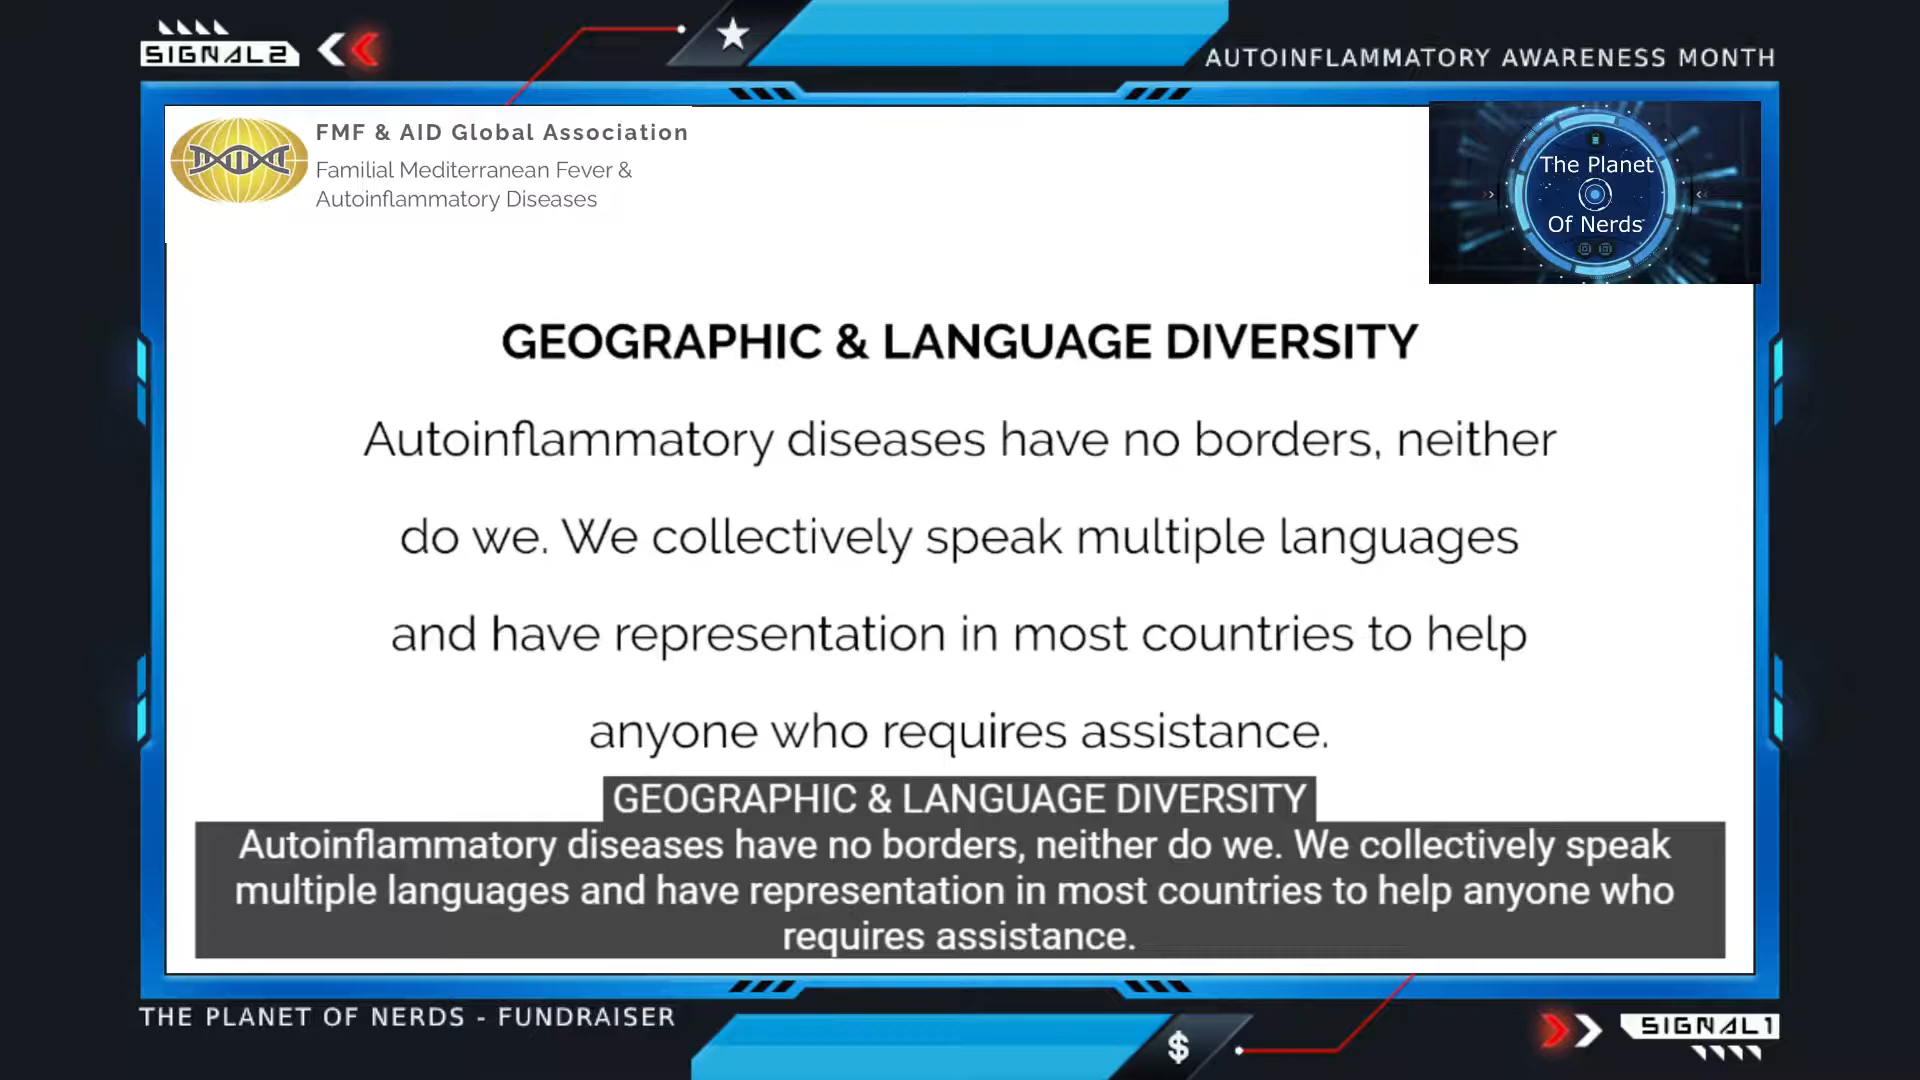 SIGNAL2
AUTOINFLAMMATORY AWARENESS MONTH
FMF & AID Global Association
Familial Mediterranean Fever &
Autoinflammatory Diseases
The Planet
Of Nerds
GEOGRAPHIC & LANGUAGE DIVERSITY
Autoinflammatory diseases have no borders, neither
do we. We collectively speak multiple languages
and have representation in most countries to help
anyone who requires assistance.
GEOGRAPHIC & LANGUAGE DIVERSITY
Autoinflammatory diseases have no borders, neither do we. We collectively speak
multiple languages and have representation in most countries to help anyone who
requires assistance.
THE PLANET OF NERDS - FUNDRAISER
$
SIGNAL1